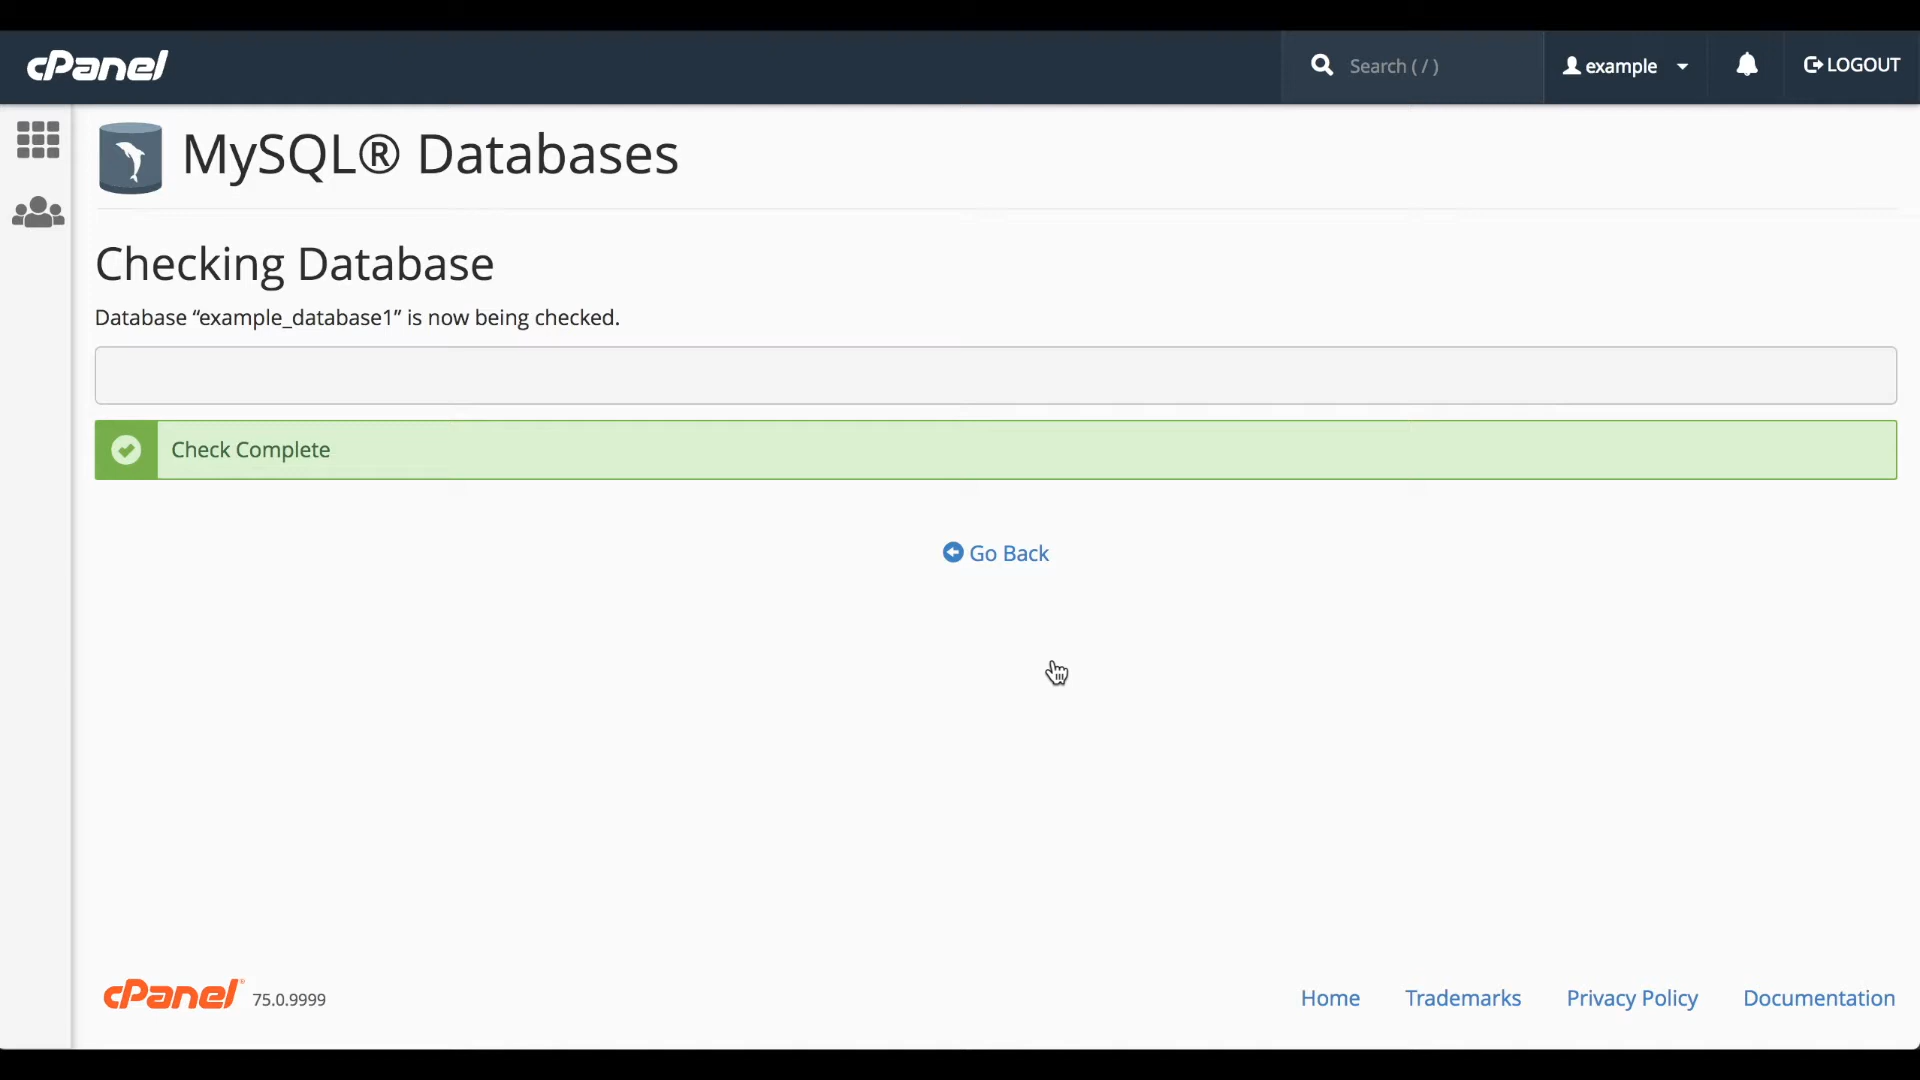 cPanel
Search ( / )
example
LOGOUT
MySQL® Databases
Checking Database
Database “example_database1” is now being checked.
Check Complete
Go Back
cPanel® 75.0.9999
Home
Trademarks
Privacy Policy
Documentation